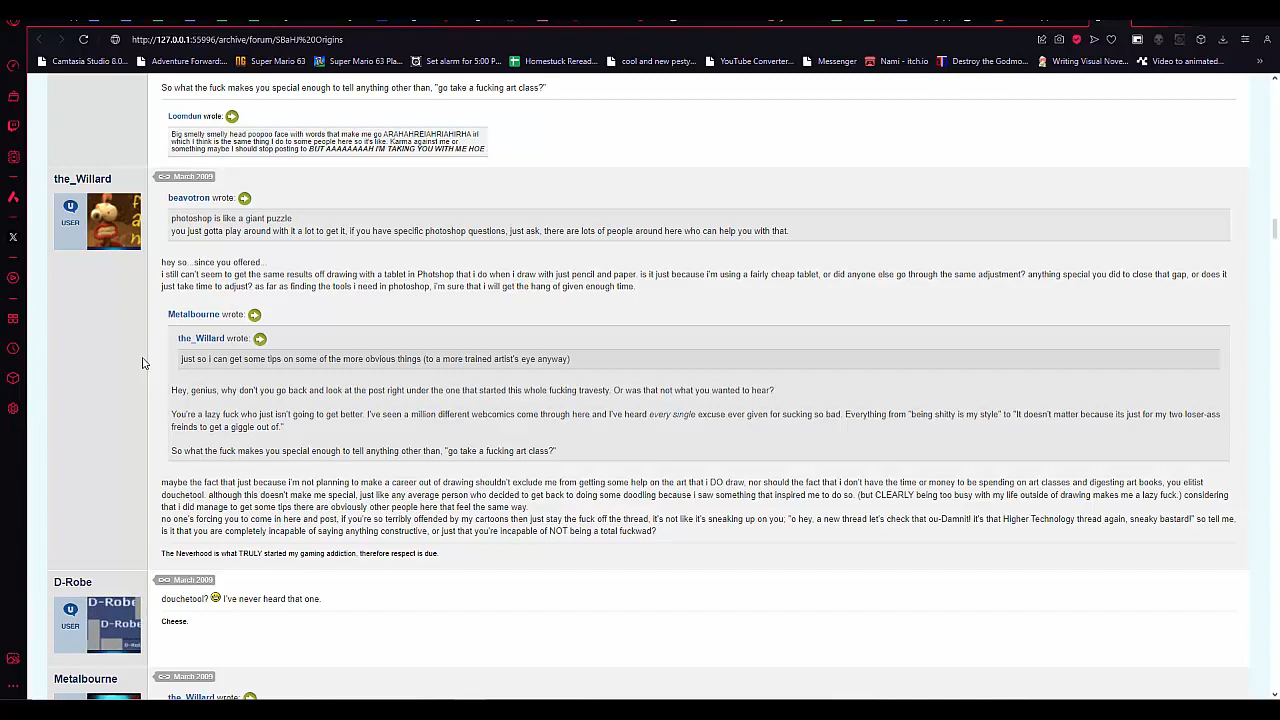 http://127.0.0.1:55996/archive/forum/SBaHJ%20Origins
Camtasia Studio 8.0... Adventure Forward:... Super Mario 63 Super Mario 63 Pla... Set alarm for 5:00 P... Homestuck Reread... cool and new pesty... YouTube Converter... Messenger Nami - itch.io Destroy the Godmo... Writing Visual Nove... Video to animated...
So what the fuck makes you special enough to tell anything other than, "go take a fucking art class?"
Loomdun wrote:
Big smelly smelly head poopoo face with words that make me go ARAHAHREIAHRIAHIRHA irl
which I think is the same thing I do to some people here so it's like. Karma against me or
something maybe I should stop posting to BUT AAAAAAAAH I'M TAKING YOU WITH ME HOE
the_Willard
March 2009
USER
beavotron wrote:
photoshop is like a giant puzzle
you just gotta play around with it a lot to get it, if you have specific photoshop questions, just ask, there are lots of people around here who can help you with that.
hey so...since you offered...
i still can't seem to get the same results off drawing with a tablet in Photshop that i do when i draw with just pencil and paper. is it just because i'm using a fairly cheap tablet, or did anyone else go through the same adjustment? anything special you did to close that gap, or does it
just take time to adjust? as far as finding the tools i need in photoshop, i'm sure that i will get the hang of given enough time.
Metalbourne wrote:
the_Willard wrote:
just so i can get some tips on some of the more obvious things (to a more trained artist's eye anyway)
Hey, genius, why don't you go back and look at the post right under the one that started this whole fucking travesty. Or was that not what you wanted to hear?
You're a lazy fuck who just isn't going to get better. I've seen a million different webcomics come through here and I've heard every single excuse ever given for sucking so bad. Everything from "being shitty is my style" to "It doesn't matter because its just for my two loser-ass
freinds to get a giggle out of."
So what the fuck makes you special enough to tell anything other than, "go take a fucking art class?"
maybe the fact that just because i'm not planning to make a career out of drawing shouldn't exclude me from getting some help on the art that i DO draw, nor should the fact that i don't have the time or money to be spending on art classes and digesting art books, you elitist
douchetool. although this doesn't make me special, just like any average person who decided to get back to doing some doodling because i saw something that inspired me to do so. (but CLEARLY being too busy with my life outside of drawing makes me a lazy fuck.) considering
that i did manage to get some tips there are obviously other people here that feel the same way.
no one's forcing you to come in here and post, if you're so terribly offended by my cartoons then just stay the fuck off the thread, it's not like it's sneaking up on you; "o hey, a new thread let's check that ou-Damnit! it's that Higher Technology thread again, sneaky bastard!" so tell me,
is it that you are completely incapable of saying anything constructive, or just that you're incapable of NOT being a total fuckwad?
The Neverhood is what TRULY started my gaming addiction, therefore respect is due.
D-Robe
March 2009
USER
D-Robe
D-Robe
D-Robe
douchetool? I've never heard that one.
Cheese.
Metalbourne
March 2009
the_Willard wrote: